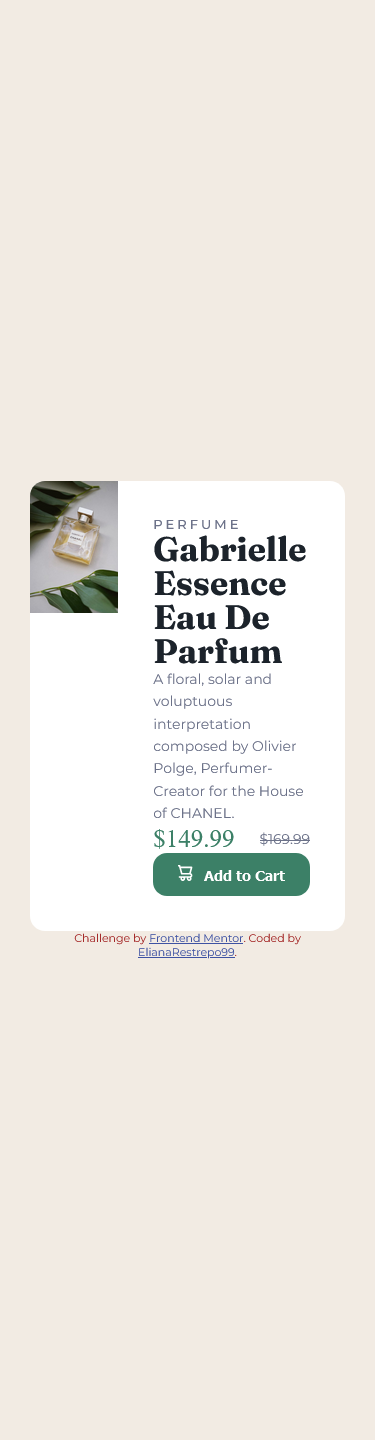 PERFUME
Gabrielle
Essence
Eau De
Parfum
A floral, solar and
voluptuous
interpretation
composed by Olivier
Polge, Perfumer-
Creator for the House
of CHANEL.
$149.99 $169.99
Add to Cart
Challenge by Frontend Mentor. Coded by
ElianaRestrepo99.